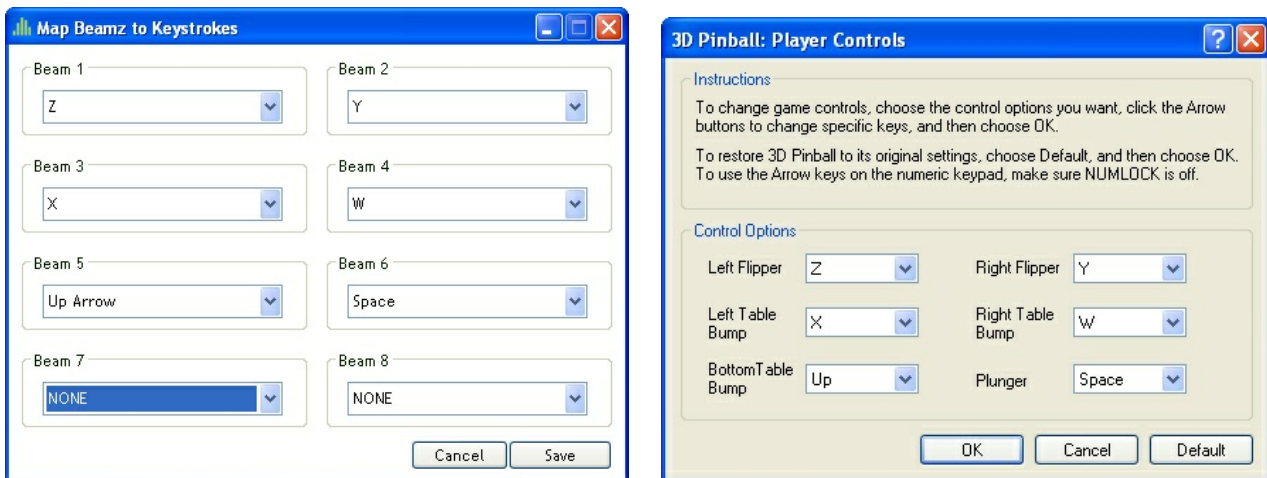 Map Beamz to Keystrokes
Beam 1
Z
Beam 2
Y
Beam 3
X
Beam 4
W
Beam 5
Up Arrow
Beam 6
Space
Beam 7
NONE
Beam 8
NONE
Cancel
Save
3D Pinball: Player Controls
Instructions
To change game controls, choose the control options you want, click the Arrow
buttons to change specific keys, and then choose OK.
To restore 3D Pinball to its original settings, choose Default, and then choose OK.
To use the Arrow keys on the numeric keypad, make sure NUMLOCK is off.
Control Options
Left Flipper
Z
Right Flipper
Y
Left Table
Bump
X
Right Table
Bump
W
BottomTable
Bump
Up
Plunger
Space
OK
Cancel
Default